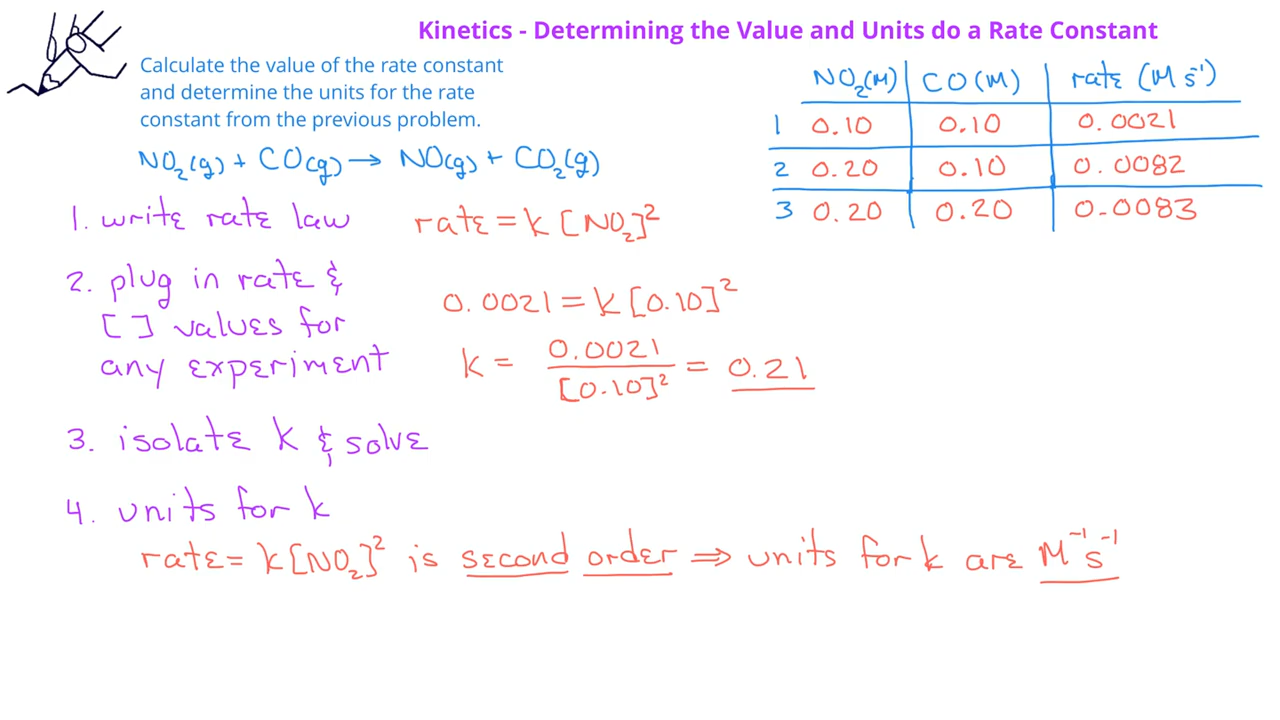 Kinetics - Determining the Value and Units do a Rate Constant
Calculate the value of the rate constant
and determine the units for the rate
constant from the previous problem.
NO₂(g) + CO(g) → NO(g) + CO₂(g)
NO₂(M) CO(M) rate (M s⁻¹)
1 0.10 0.10 0.0021
2 0.20 0.10 0.0082
3 0.20 0.20 0.0083
1. write rate law rate = k [NO₂]²
2. plug in rate &
[ ] values for
any experiment
0.0021 = k [0.10]²
k = 0.0021 / [0.10]² = 0.21
3. isolate k & solve
4. units for k
rate = k [NO₂]² is second order ⇒ units for k are M⁻¹s⁻¹